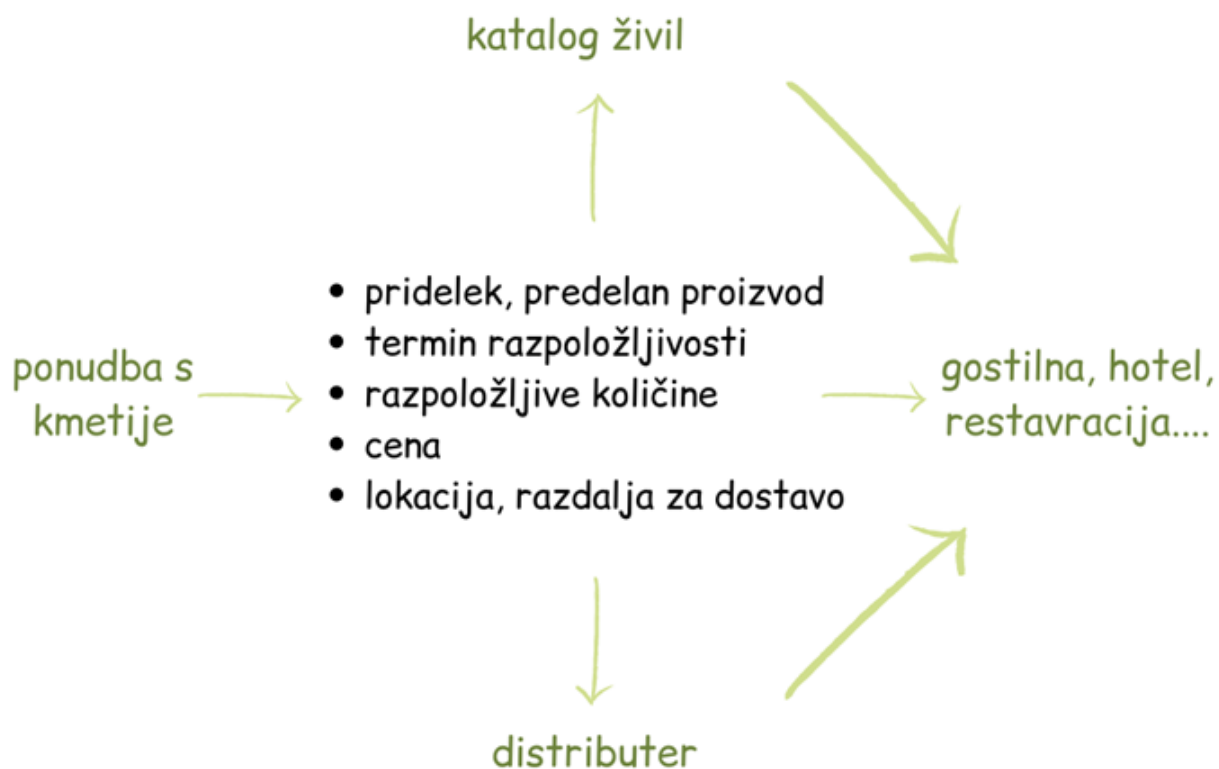 katalog živil
• pridelek, predelan proizvod
• termin razpoložljivosti
• razpoložljive količine
• cena
• lokacija, razdalja za dostavo
ponudba s
kmetije
gostilna, hotel,
restavracija....
distributer